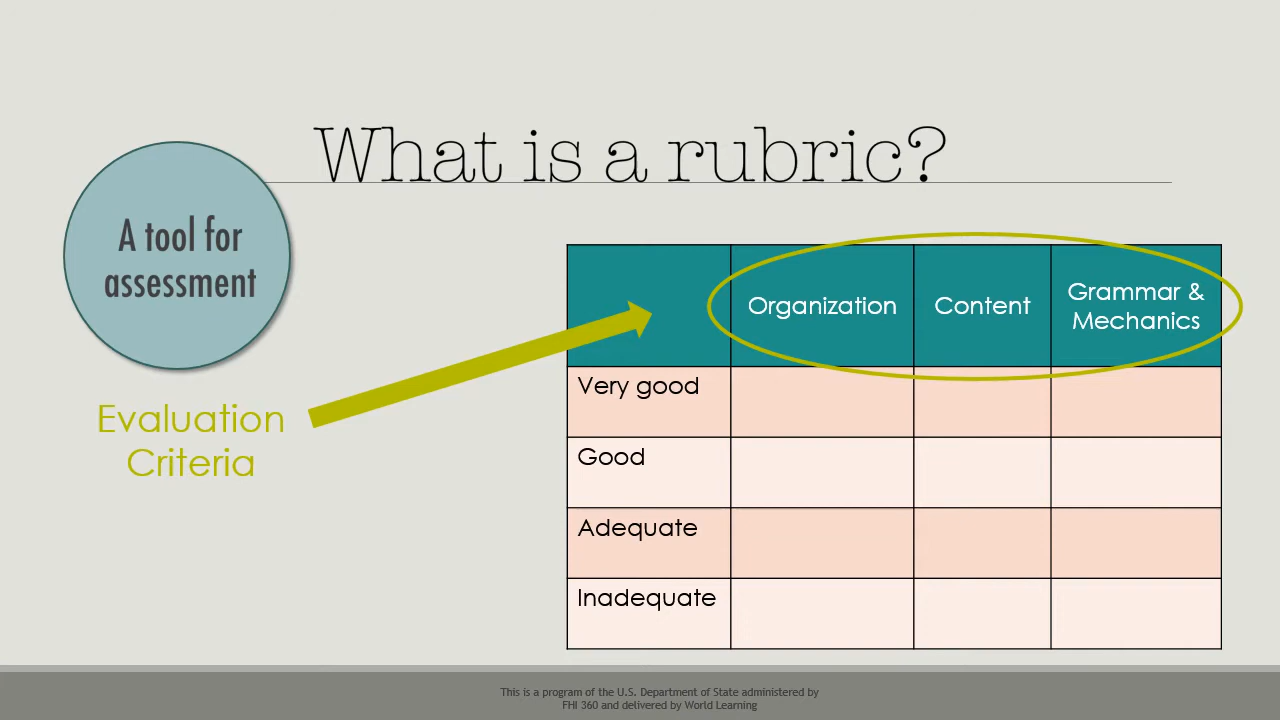 What is a rubric?
A tool for
assessment
Evaluation
Criteria
Organization
Content
Grammar &
Mechanics
Very good
Good
Adequate
Inadequate
This is a program of the U.S. Department of State administered by
FHI 360 and delivered by World Learning